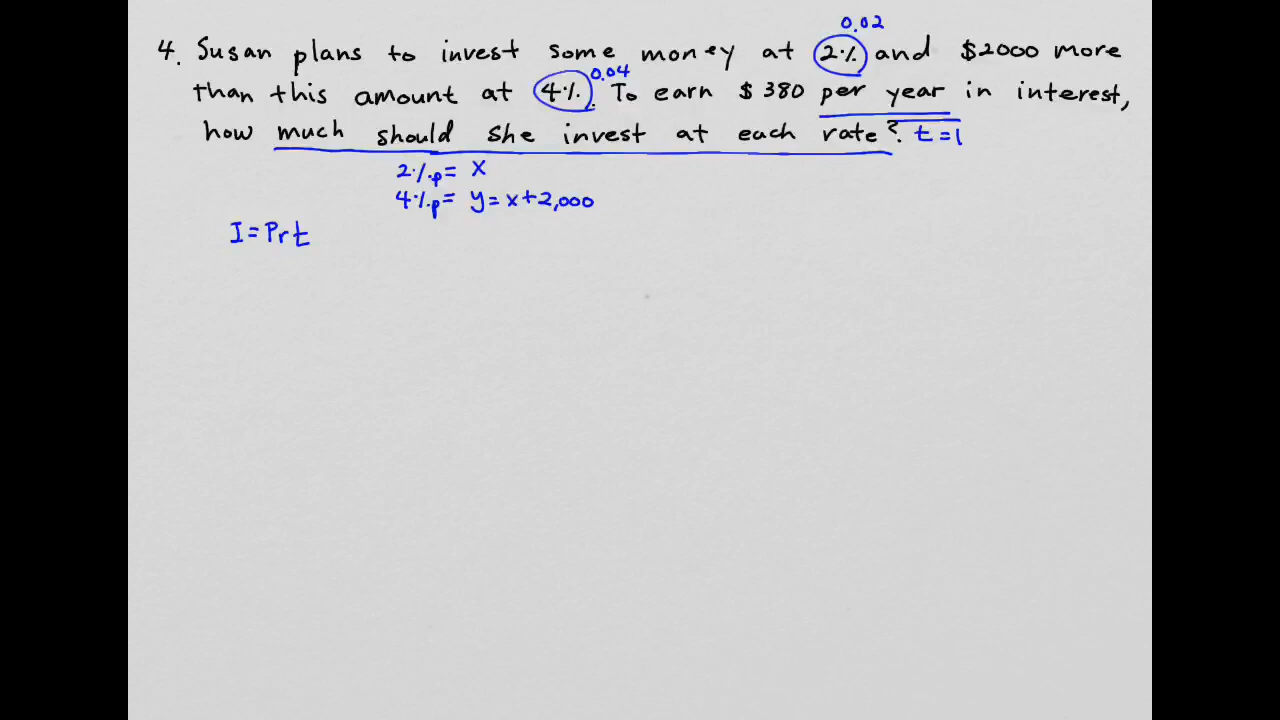 4. Susan plans to invest some money at 2% and $2000 more
0.02
than this amount at 4%. To earn $380 per year in interest,
0.04
how much should she invest at each rate? t=1
2%p= x
4%p= y=x+2,000
I=Prt